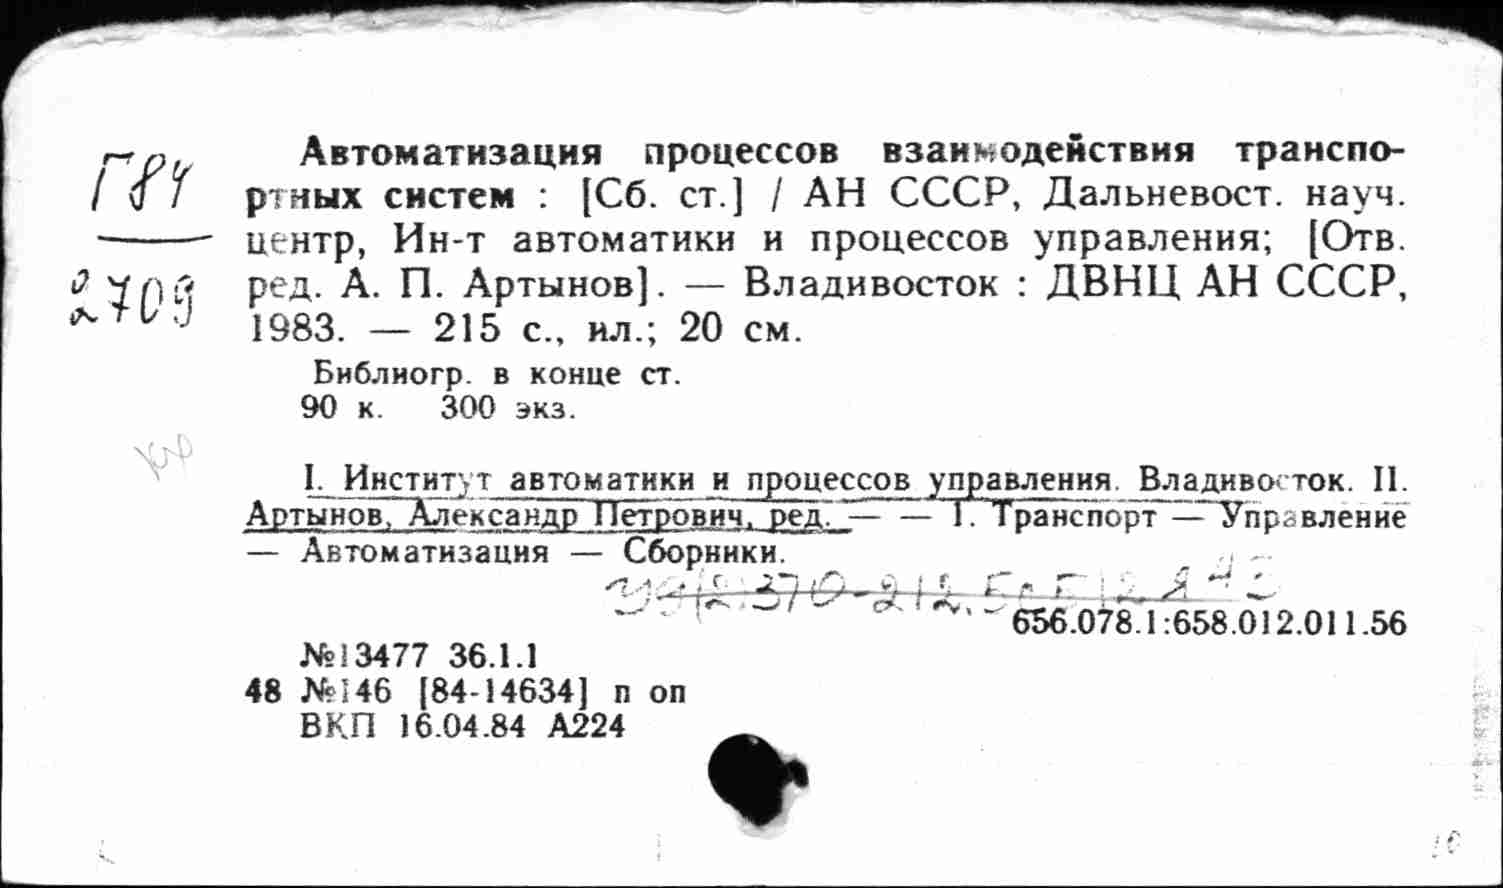 Г84
2709
Автоматизация процессов взаимодействия транспо-
ртных систем : [Сб. ст.] / АН СССР, Дальневост. науч.
центр, Ин-т автоматики и процессов управления; [Отв.
ред. А. П. Артынов]. — Владивосток : ДВНЦ АН СССР,
1983. — 215 с., ил.; 20 см.
Библиогр. в конце ст.
90 к. 300 экз.
I. Институт автоматики и процессов управления. Владивосток. II.
Артынов, Александр Петрович, ред. — — 1. Транспорт — Управление
— Автоматизация — Сборники.
656.078.1:658.012.011.56
№13477 36.1.1
48 №146 [84-14634] п оп
ВКП 16.04.84 А224